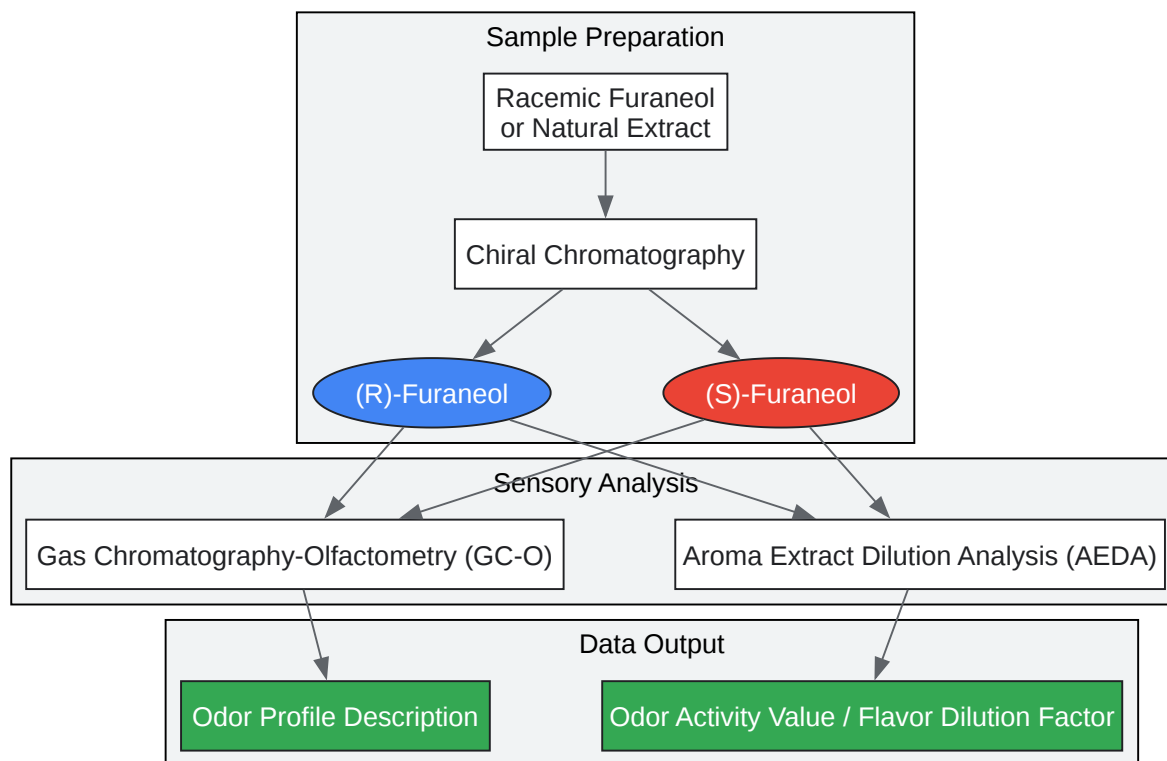 Sample Preparation
Racemic Furaneol
or Natural Extract
Chiral Chromatography
(R)-Furaneol
(S)-Furaneol
Sensory Analysis
Gas Chromatography-Olfactometry (GC-O)
Aroma Extract Dilution Analysis (AEDA)
Data Output
Odor Profile Description
Odor Activity Value / Flavor Dilution Factor